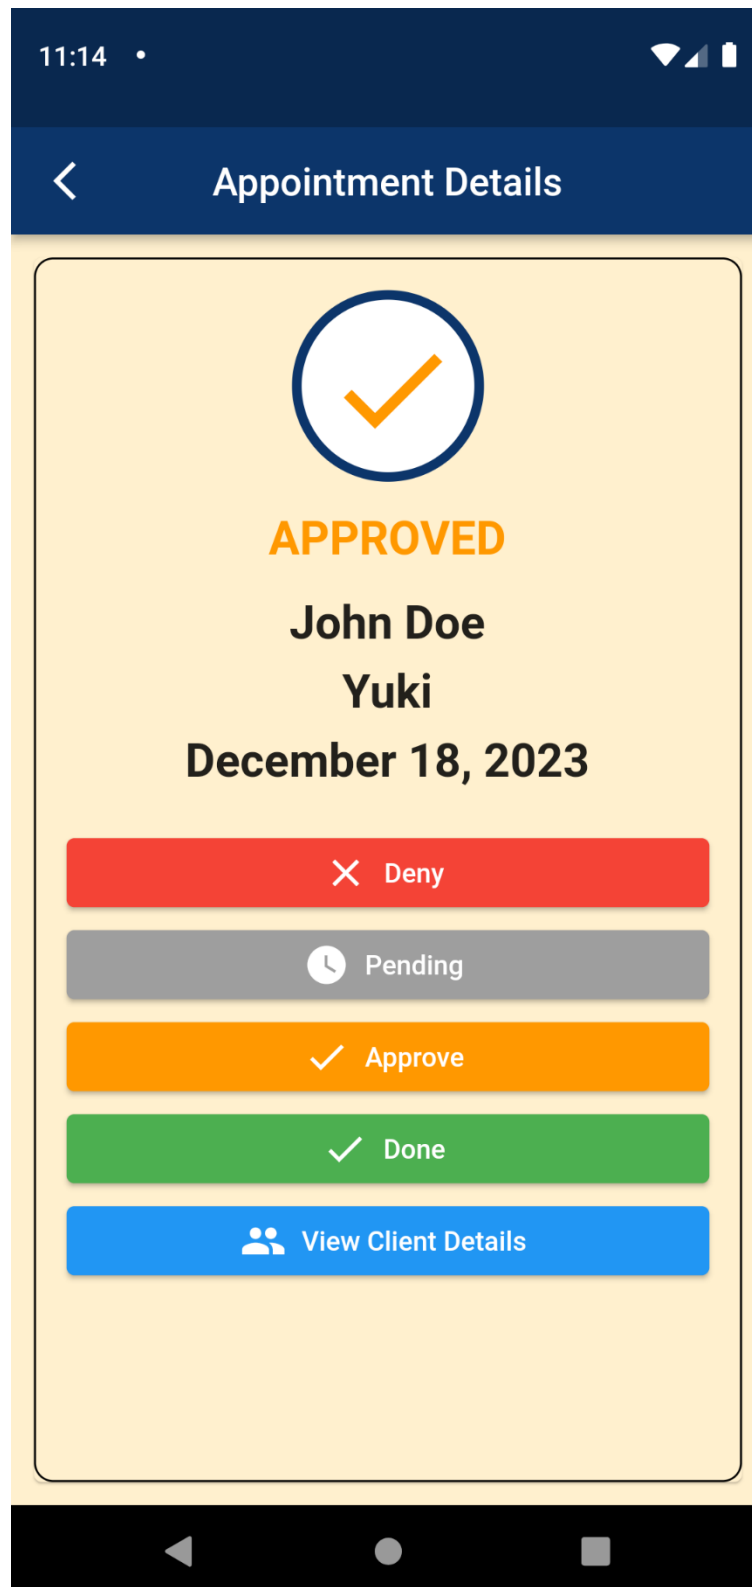 11:14
Appointment Details
APPROVED
John Doe
Yuki
December 18, 2023
Deny
Pending
Approve
Done
View Client Details